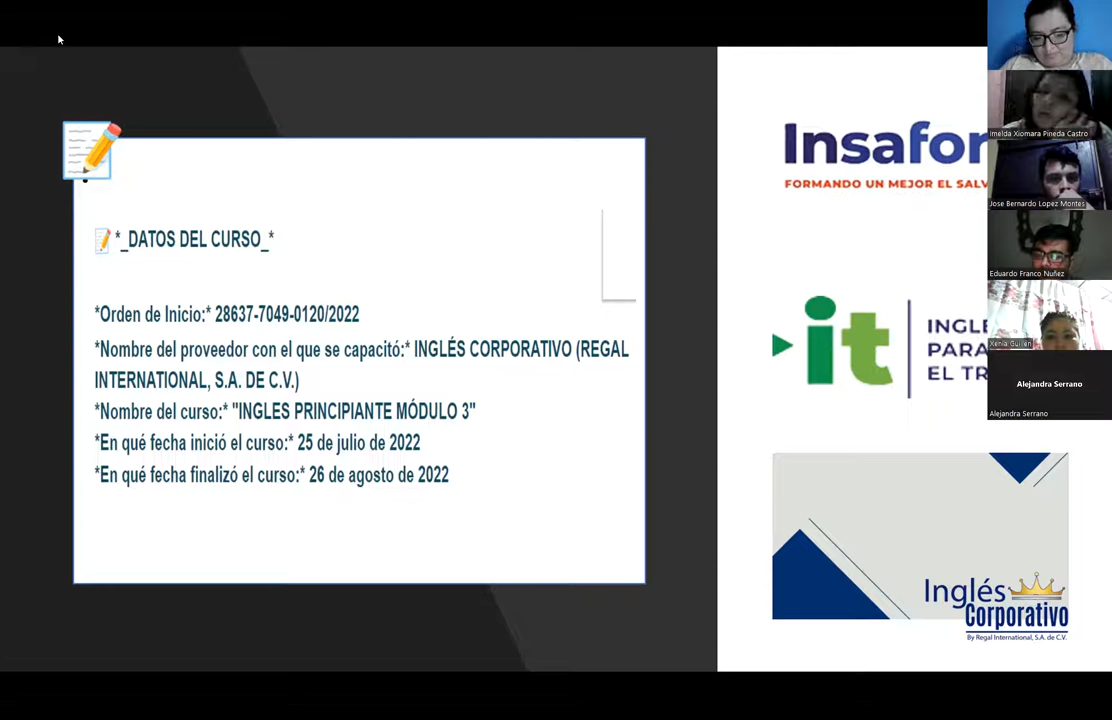 *_DATOS DEL CURSO_*
*Orden de Inicio:* 28637-7049-0120/2022
*Nombre del proveedor con el que se capacitó:* INGLÉS CORPORATIVO (REGAL
INTERNATIONAL, S.A. DE C.V.)
*Nombre del curso:* "INGLES PRINCIPIANTE MÓDULO 3"
*En qué fecha inició el curso:* 25 de julio de 2022
*En qué fecha finalizó el curso:* 26 de agosto de 2022
Insafor
FORMANDO UN MEJOR EL SALV
it
INGLE
PARA
EL TR
Inglés
Corporativo
By Regal International, S.A. de C.V.
Imelda Xiomara Pineda Castro
Jose Bernardo Lopez Montes
Eduardo Franco Nuñez
Xenia Guillen
Alejandra Serrano
Alejandra Serrano